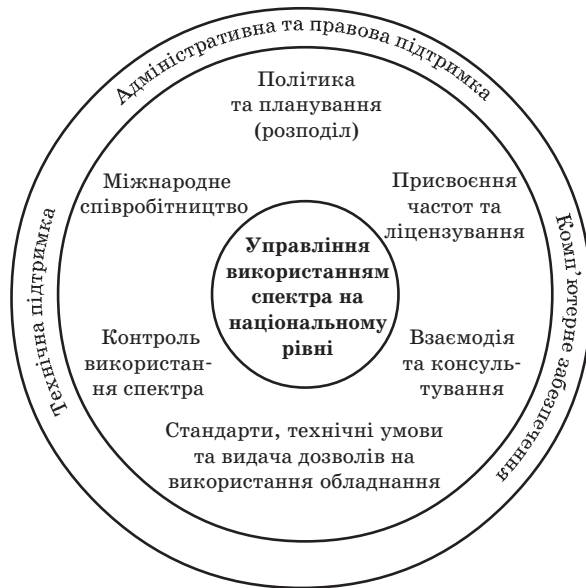 Адміністративна та правова підтримка
Політика
та планування
(розподіл)
Міжнародне
співробітництво
Присвоєння
частот та
ліцензування
Управління
використанням
спектра на
національному
рівні
Контроль
використан-
ня спектра
Взаємодія
та консуль-
тування
Стандарти, технічні умови
та видача дозволів на
використання обладнання
Технічна підтримка
Комп’ютерне забезпечення